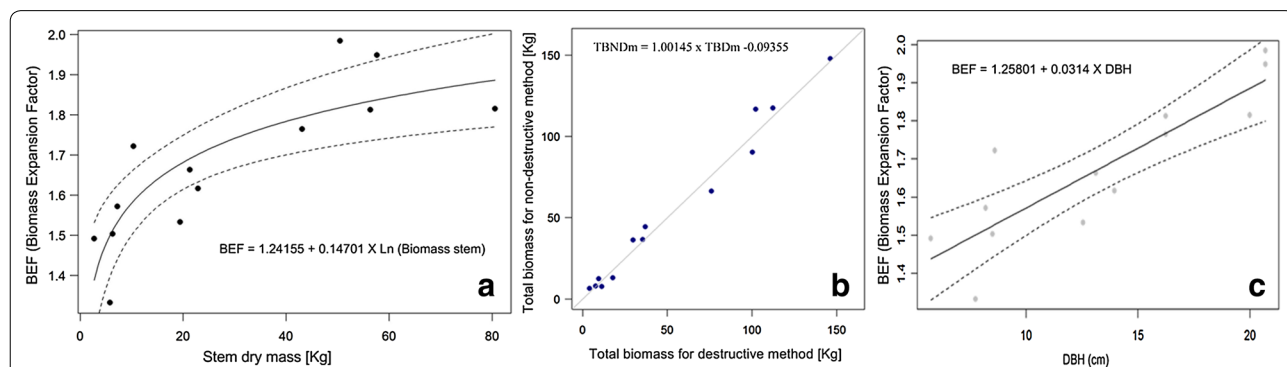 BEF (Biomass Expansion Factor)
2.0
1.9
1.8
1.7
1.6
1.5
1.4
BEF = 1.24155 + 0.14701 X Ln (Biomass stem)
a
0 20 40 60 80
Stem dry mass [Kg]
Total biomass for non-destructive method [Kg]
150
100
50
0
TBNDm = 1.00145 x TBDm -0.09355
b
0 50 100 150
Total biomass for destructive method [Kg]
BEF (Biomass Expansion Factor)
2.0
1.9
1.8
1.7
1.6
1.5
1.4
BEF = 1.25801 + 0.0314 X DBH
c
10 15 20
DBH (cm)